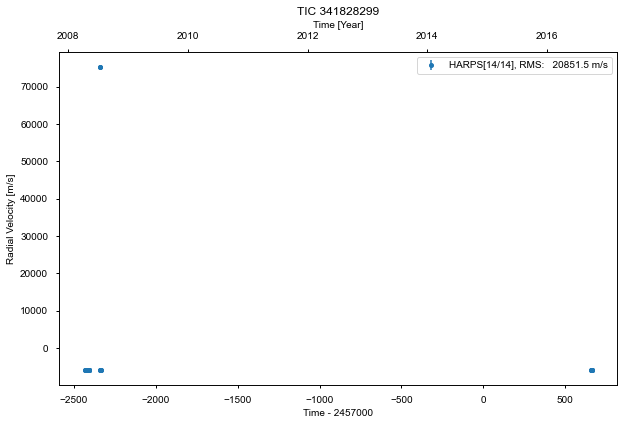 TIC 341828299
Time [Year]
2008 2010 2012 2014 2016
HARPS[14/14], RMS: 20851.5 m/s
70000
60000
50000
40000
30000
20000
10000
0
Radial Velocity [m/s]
−2500 −2000 −1500 −1000 −500 0 500
Time - 2457000